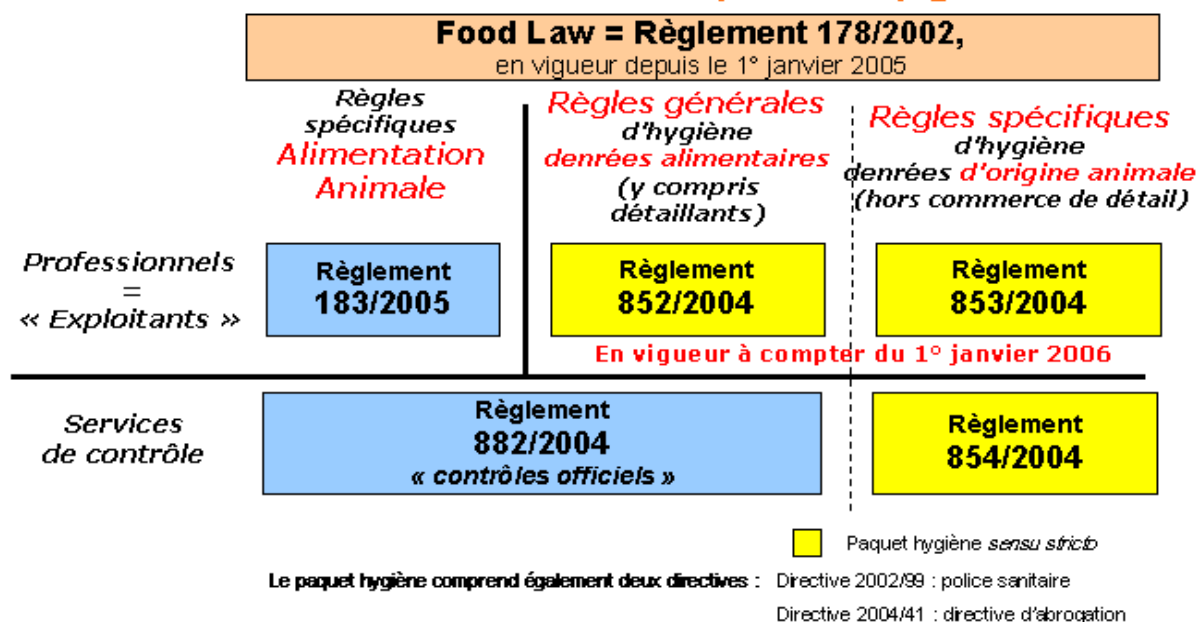 Food Law = Règlement 178/2002,
en vigueur depuis le 1° janvier 2005
Règles
spécifiques
Alimentation
Animale
Règles générales
d'hygiène
denrées alimentaires
(y compris
détaillants)
Règles spécifiques
d'hygiène
denrées d'origine animale
(hors commerce de détail)
Professionnels
=
« Exploitants »
Règlement
183/2005
Règlement
852/2004
Règlement
853/2004
En vigueur à compter du 1° janvier 2006
Services
de contrôle
Règlement
882/2004
« contrôles officiels »
Règlement
854/2004
Paquet hygiène sensu stricto
Le paquet hygiène comprend également deux directives : Directive 2002/99 : police sanitaire
Directive 2004/41 : directive d'abrogation